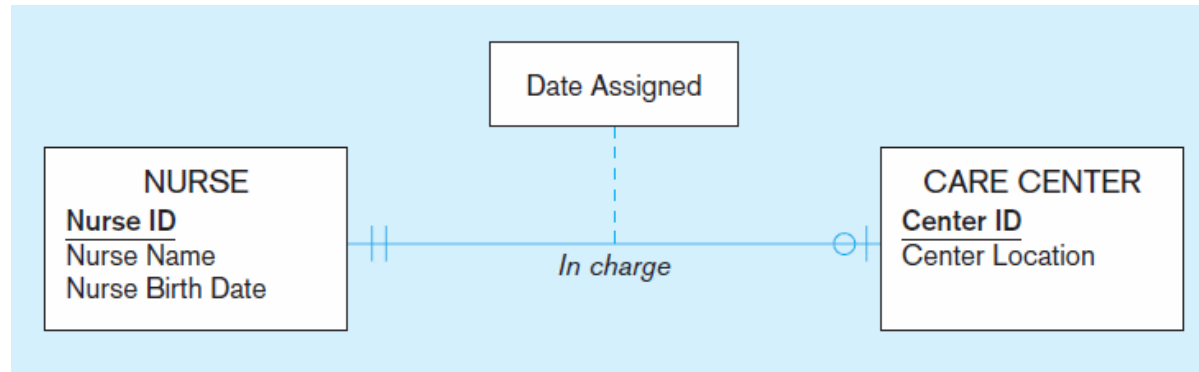 Date Assigned
NURSE
Nurse ID
Nurse Name
Nurse Birth Date
In charge
CARE CENTER
Center ID
Center Location